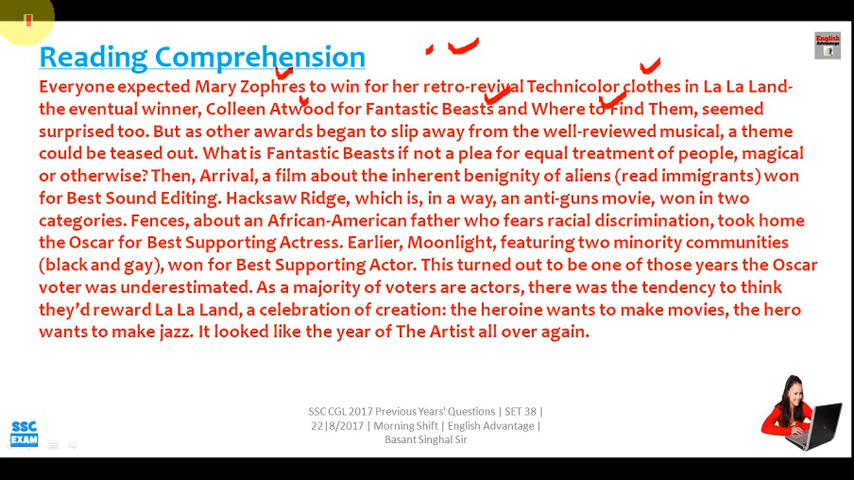 Reading Comprehension
English
Advantage
Everyone expected Mary Zophres to win for her retro-revival Technicolor clothes in La La Land-
the eventual winner, Colleen Atwood for Fantastic Beasts and Where to Find Them, seemed
surprised too. But as other awards began to slip away from the well-reviewed musical, a theme
could be teased out. What is Fantastic Beasts if not a plea for equal treatment of people, magical
or otherwise? Then, Arrival, a film about the inherent benignity of aliens (read immigrants) won
for Best Sound Editing. Hacksaw Ridge, which is, in a way, an anti-guns movie, won in two
categories. Fences, about an African-American father who fears racial discrimination, took home
the Oscar for Best Supporting Actress. Earlier, Moonlight, featuring two minority communities
(black and gay), won for Best Supporting Actor. This turned out to be one of those years the Oscar
voter was underestimated. As a majority of voters are actors, there was the tendency to think
they'd reward La La Land, a celebration of creation: the heroine wants to make movies, the hero
wants to make jazz. It looked like the year of The Artist all over again.
SSC CGL 2017 Previous Years' Questions | SET 38 |
22|8/2017 | Morning Shift | English Advantage |
Basant Singhal Sir
SSC
EXAM